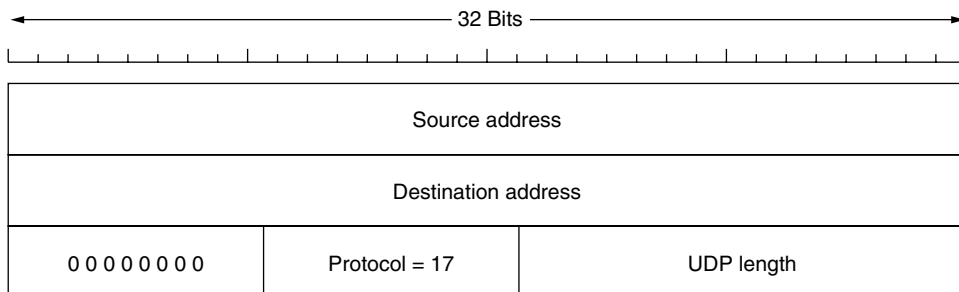 32 Bits
Source address
Destination address
0 0 0 0 0 0 0 0 Protocol = 17 UDP length